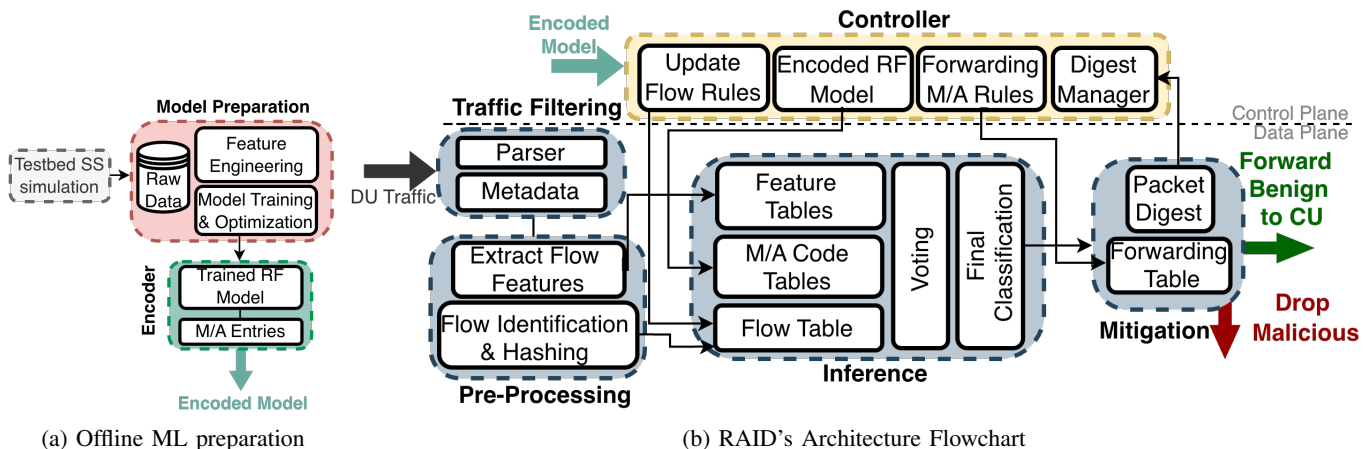 Model Preparation
Testbed SS
simulation
Raw
Data
Feature
Engineering
Model Training
& Optimization
Encoder
Trained RF
Model
M/A Entries
Encoded Model
(a) Offline ML preparation
Controller
Encoded
Model
Update
Flow Rules
Encoded RF
Model
Forwarding
M/A Rules
Digest
Manager
Control Plane
Data Plane
Traffic Filtering
DU Traffic
Parser
Metadata
Extract Flow
Features
Flow Identification
& Hashing
Pre-Processing
Feature
Tables
M/A Code
Tables
Flow Table
Voting
Final
Classification
Inference
Packet
Digest
Forwarding
Table
Mitigation
Forward
Benign
to CU
Drop
Malicious
(b) RAID's Architecture Flowchart